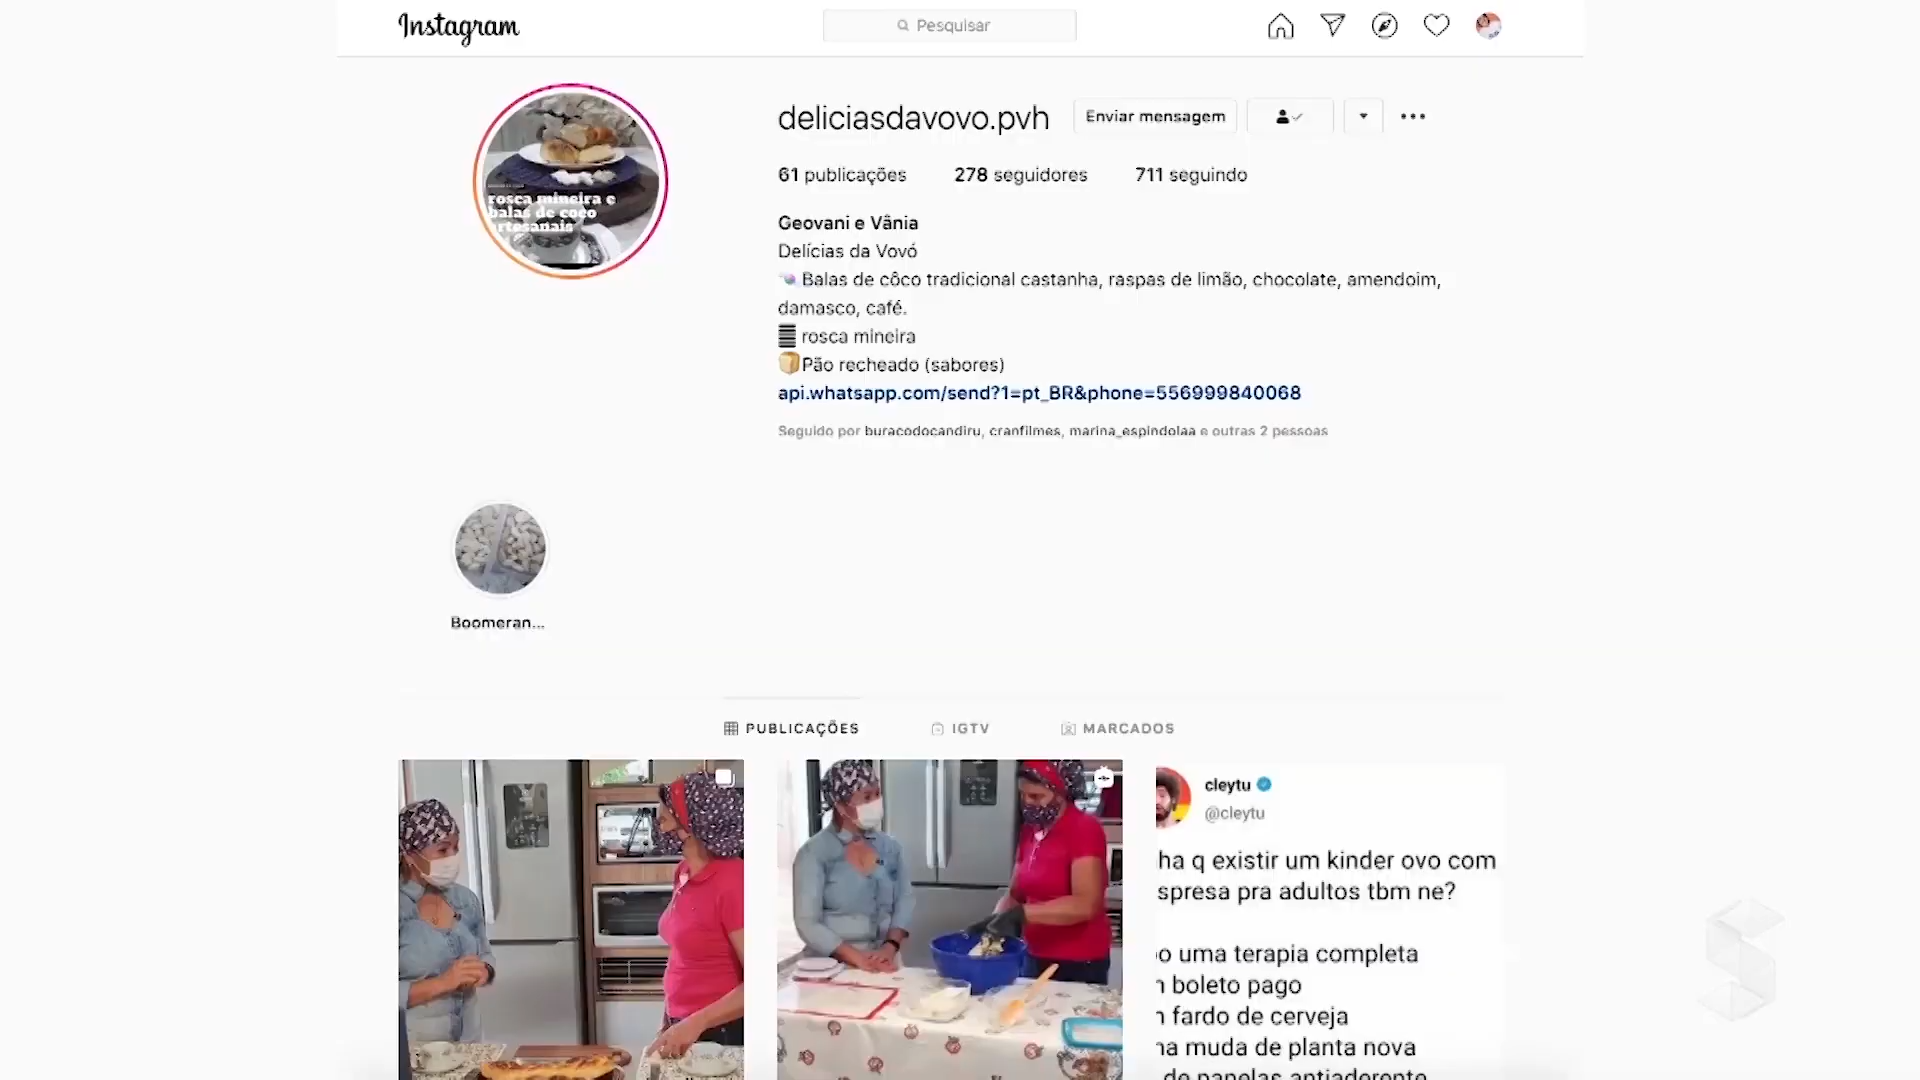 Instagram
Pesquisar
deliciasdavovo.pvh
Enviar mensagem
61 publicações 278 seguidores 711 seguindo
Geovani e Vânia
Delícias da Vovó
Balas de côco tradicional castanha, raspas de limão, chocolate, amendoim,
damasco, café.
rosca mineira
Pão recheado (sabores)
api.whatsapp.com/send?1=pt_BR&phone=556999840068
Seguido por buracodocandiru, cranfilmes, marina_espindolaa e outras 2 pessoas
rosca mineira e
balas de coco
artesanais
Boomeran...
PUBLICAÇÕES IGTV MARCADOS
cleytu
@cleytu
ha q existir um kinder ovo com
spresa pra adultos tbm ne?
o uma terapia completa
boleto pago
fardo de cerveja
na muda de planta nova
de panelas antiaderente